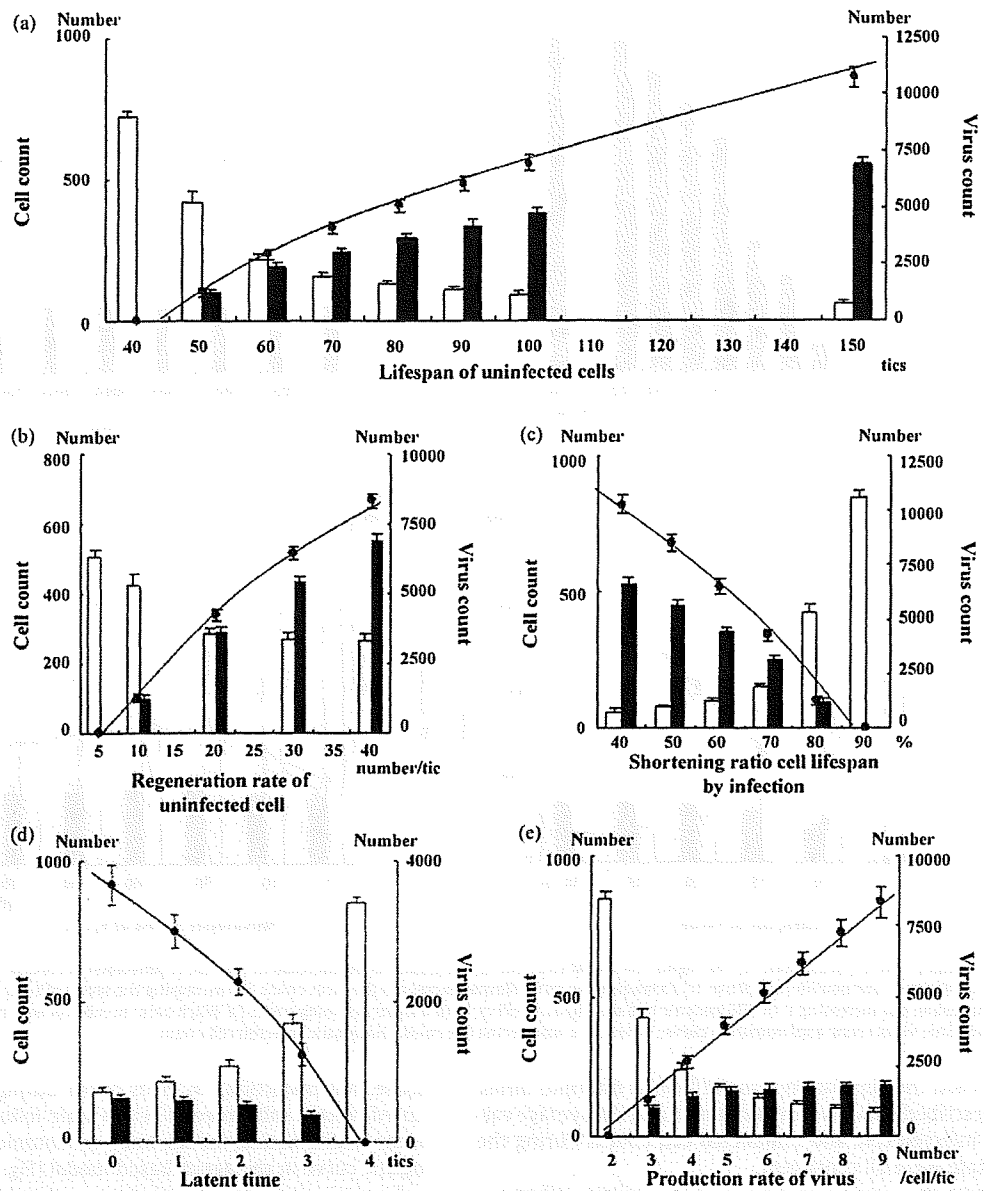 (a) Number
1000 500 0
Cell count
12500 10000 7500 5000 2500 0
Virus count
40 50 60 70 80 90 100 110 120 130 140 150 tics
Lifespan of uninfected cells
(b) Number Number
800 600 400 200 0
Cell count
10000 7500 5000 2500 0
Virus count
5 10 15 20 25 30 35 40 number/tic
Regeneration rate of
uninfected cell
(c) Number Number
1000 500 0
Cell count
12500 10000 7500 5000 2500 0
Virus count
40 50 60 70 80 90 %
Shortening ratio cell lifespan
by infection
(d) Number Number
1000 500 0
Cell count
4000 2000 0
Virus count
0 1 2 3 4 tics
Latent time
(e) Number Number
1000 500 0
Cell count
10000 7500 5000 2500 0
Virus count
2 3 4 5 6 7 8 9 Number
Production rate of virus /cell/tic